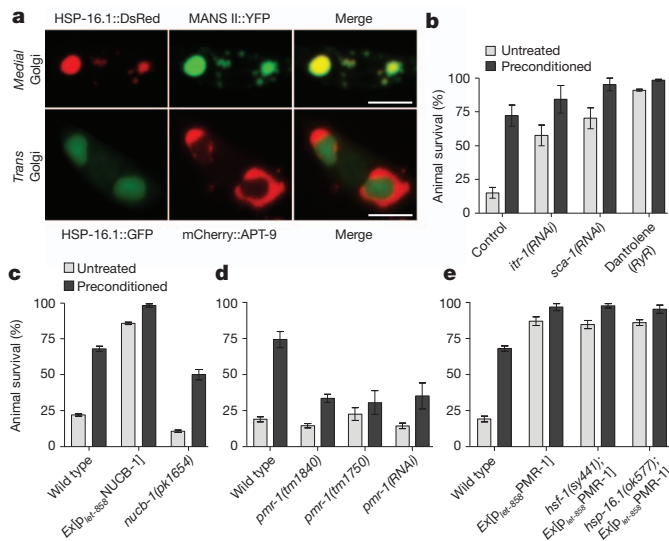 a
HSP-16.1::DsRed MANS II::YFP Merge
Medial Golgi
Trans Golgi
HSP-16.1::GFP mCherry::APT-9 Merge
b
Untreated
Preconditioned
Animal survival (%)
100
75
50
25
0
Control
itr-1(RNAi)
sca-1(RNAi)
Dantrolene (RyR)
c
Untreated
Preconditioned
Animal survival (%)
100
75
50
25
0
Wild type
Ex[plet-858NUCB-1]
nucb-1(pk1654)
d
Untreated
Preconditioned
100
75
50
25
0
Wild type
pmr-1(tm1840)
pmr-1(tm1750)
pmr-1(RNAi)
e
100
75
50
25
0
Wild type
Ex[plet-858PMR-1]
hsf-1(sy441);
Ex[plet-858PMR-1]
hsp-16.1(ok577);
Ex[plet-858PMR-1]